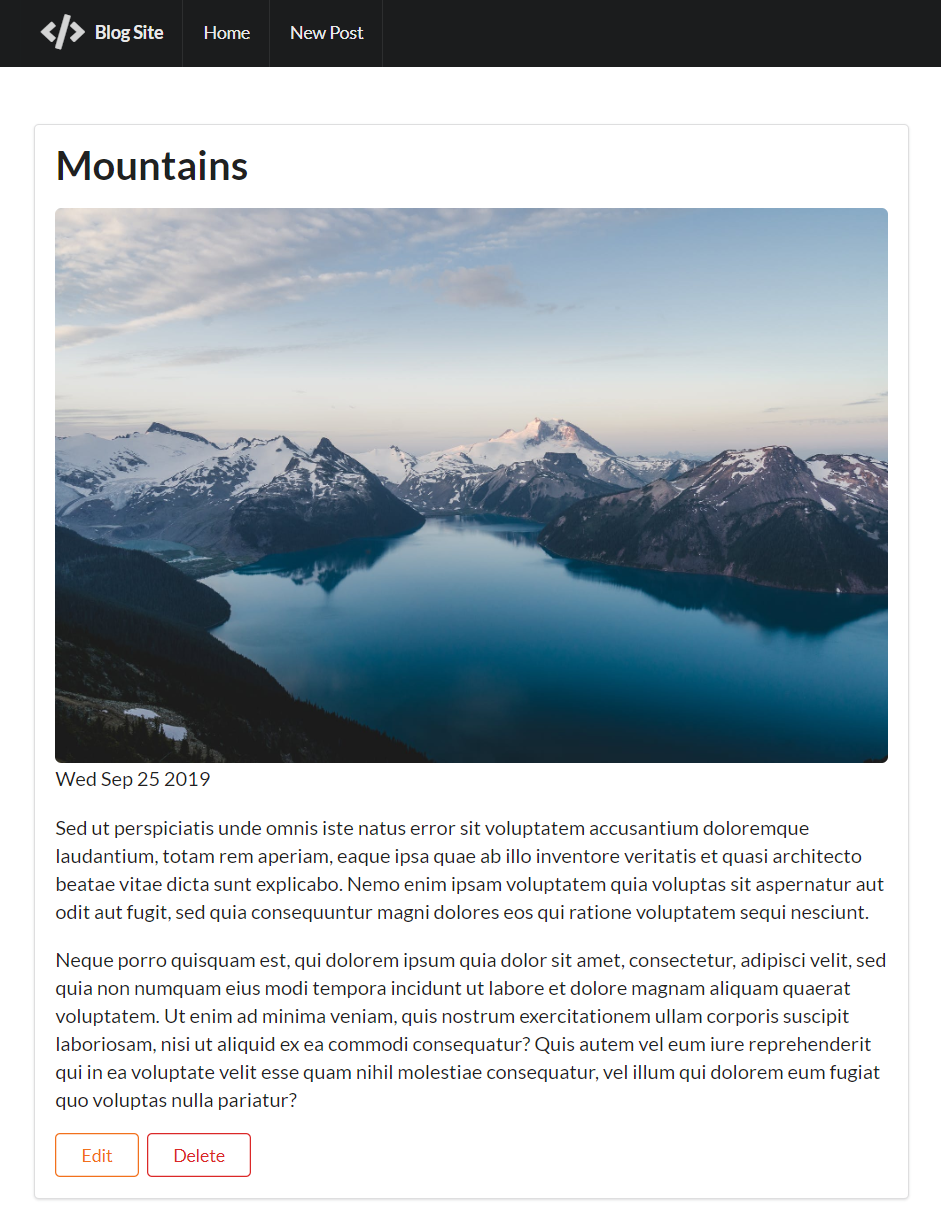 Blog Site
Home
New Post
Mountains
Wed Sep 25 2019
Sed ut perspiciatis unde omnis iste natus error sit voluptatem accusantium doloremque
laudantium, totam rem aperiam, eaque ipsa quae ab illo inventore veritatis et quasi architecto
beatae vitae dicta sunt explicabo. Nemo enim ipsam voluptatem quia voluptas sit aspernatur aut
odit aut fugit, sed quia consequuntur magni dolores eos qui ratione voluptatem sequi nesciunt.
Neque porro quisquam est, qui dolorem ipsum quia dolor sit amet, consectetur, adipisci velit, sed
quia non numquam eius modi tempora incidunt ut labore et dolore magnam aliquam quaerat
voluptatem. Ut enim ad minima veniam, quis nostrum exercitationem ullam corporis suscipit
laboriosam, nisi ut aliquid ex ea commodi consequatur? Quis autem vel eum iure reprehenderit
qui in ea voluptate velit esse quam nihil molestiae consequatur, vel illum qui dolorem eum fugiat
quo voluptas nulla pariatur?
Edit
Delete